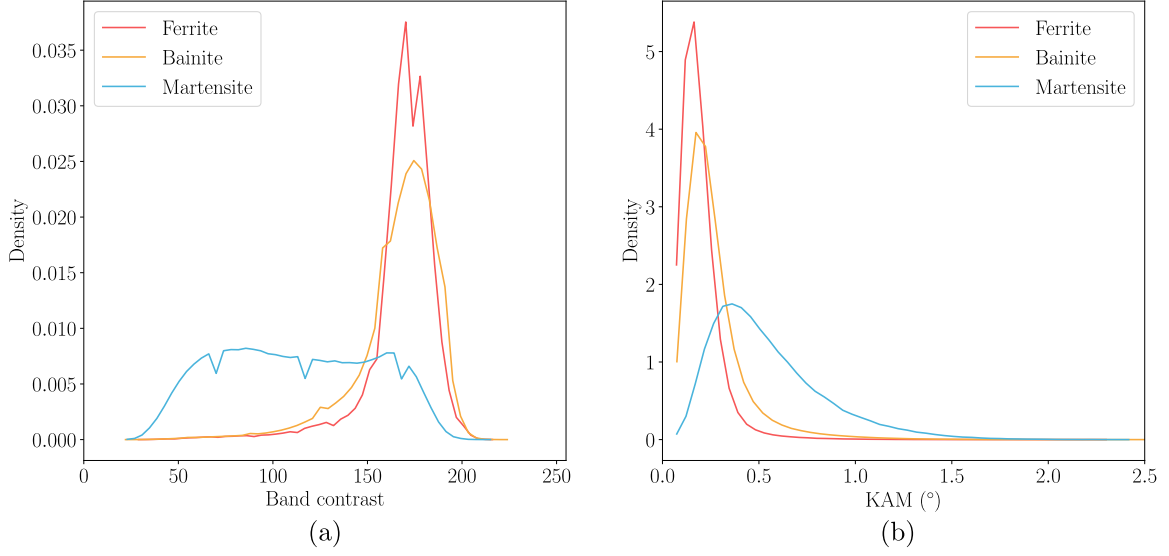 Ferrite
Bainite
Martensite
0.035
0.030
0.025
0.020
0.015
0.010
0.005
0.000
Density
0
50
100
150
200
250
Band contrast
(a)
Ferrite
Bainite
Martensite
5
4
3
2
1
0
Density
0.0
0.5
1.0
1.5
2.0
2.5
KAM (°)
(b)